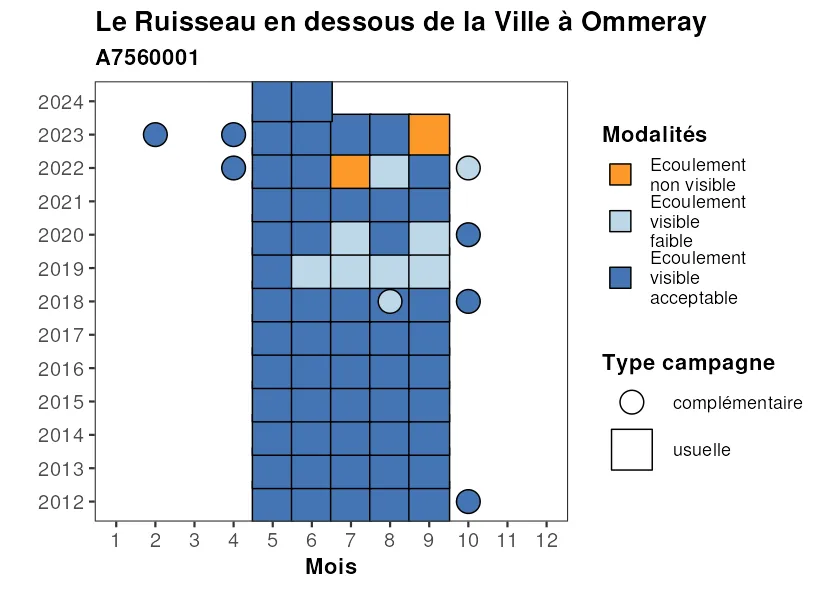 Le Ruisseau en dessous de la Ville à Ommeray
A7560001
2024
2023
2022
2021
2020
2019
2018
2017
2016
2015
2014
2013
2012
1 2 3 4 5 6 7 8 9 10 11 12
Mois
Modalités
Ecoulement
non visible
Ecoulement
visible
faible
Ecoulement
visible
acceptable
Type campagne
complémentaire
usuelle